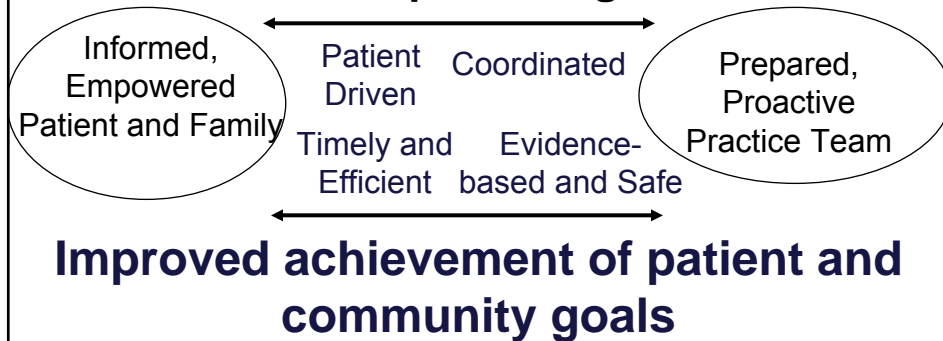 Informed,
Empowered
Patient and Family
Patient
Driven
Coordinated
Timely and
Efficient
Evidence-
based and Safe
Prepared,
Proactive
Practice Team
Improved achievement of patient and
community goals